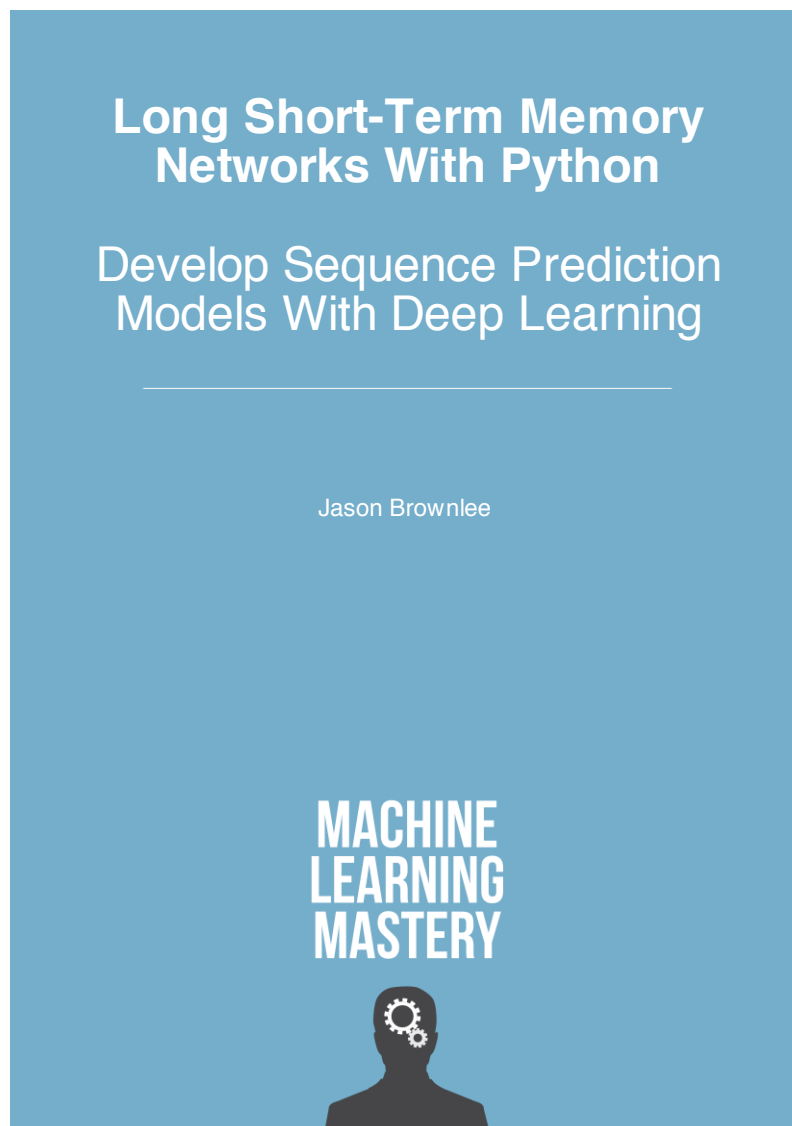 Long Short-Term Memory
Networks With Python
Develop Sequence Prediction
Models With Deep Learning
Jason Brownlee
MACHINE
LEARNING
MASTERY